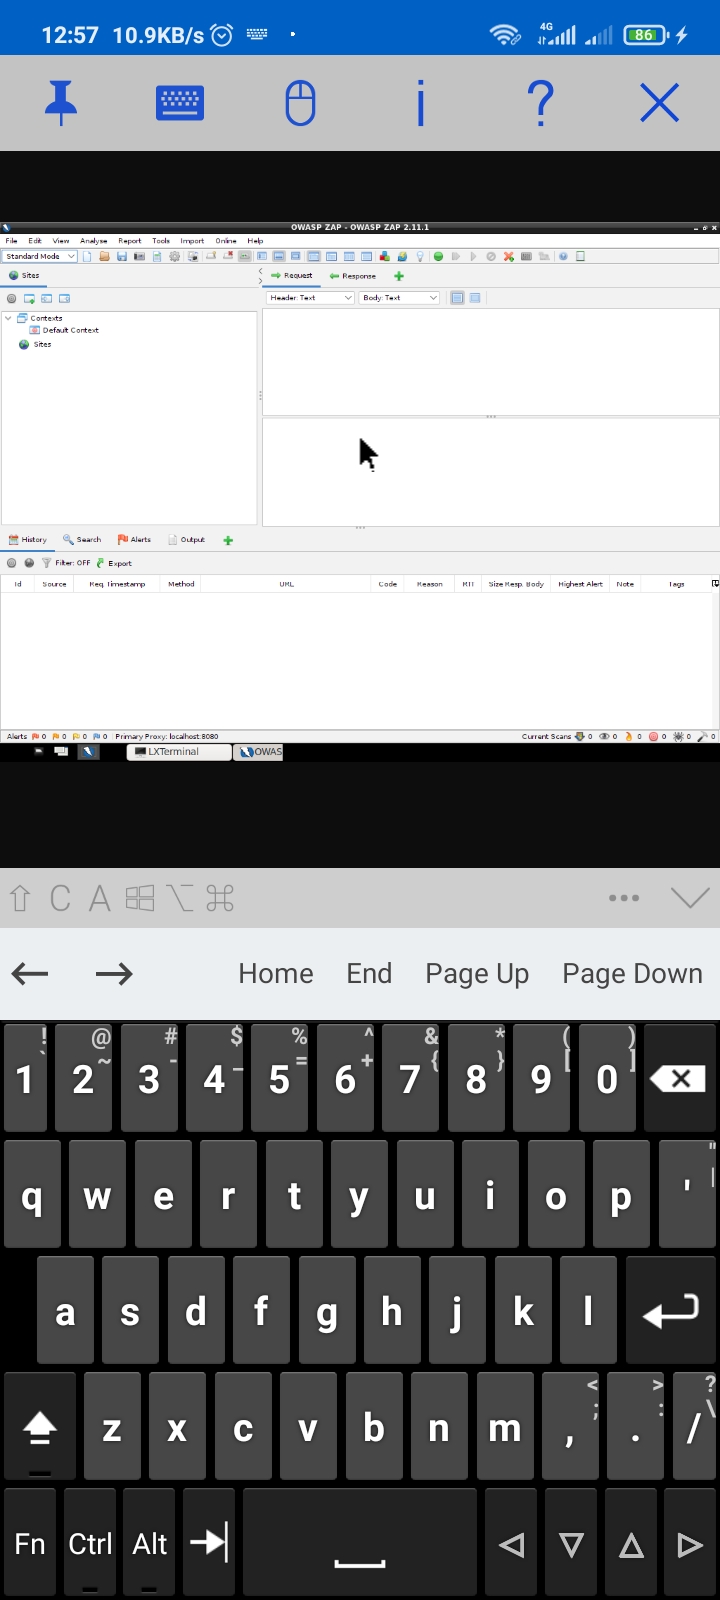 12:57 10.9KB/s 4G 86
OWASP ZAP - OWASP ZAP 2.11.1
File Edit View Analyse Report Tools Import Online Help
Standard Mode
Sites Request Response
Header: Text Body: Text
Contexts
Default Context
Sites
History Search Alerts Output
Filter: OFF Export
Id Source Req. Timestamp Method URL Code Reason RTT Size Resp. Body Highest Alert Note Tags
Alerts 0 0 0 0 Primary Proxy: localhost:8080 Current Scans 0 0 0 0 0 0
LXTerminal OWAS
C A
Home End Page Up Page Down
! @ # $ % ^ & * ( )
` ~ - _ = + { } [ ]
1 2 3 4 5 6 7 8 9 0
q w e r t y u i o p ' " |
a s d f g h j k l
z x c v b n m , < ; . > : / ? \
Fn Ctrl Alt